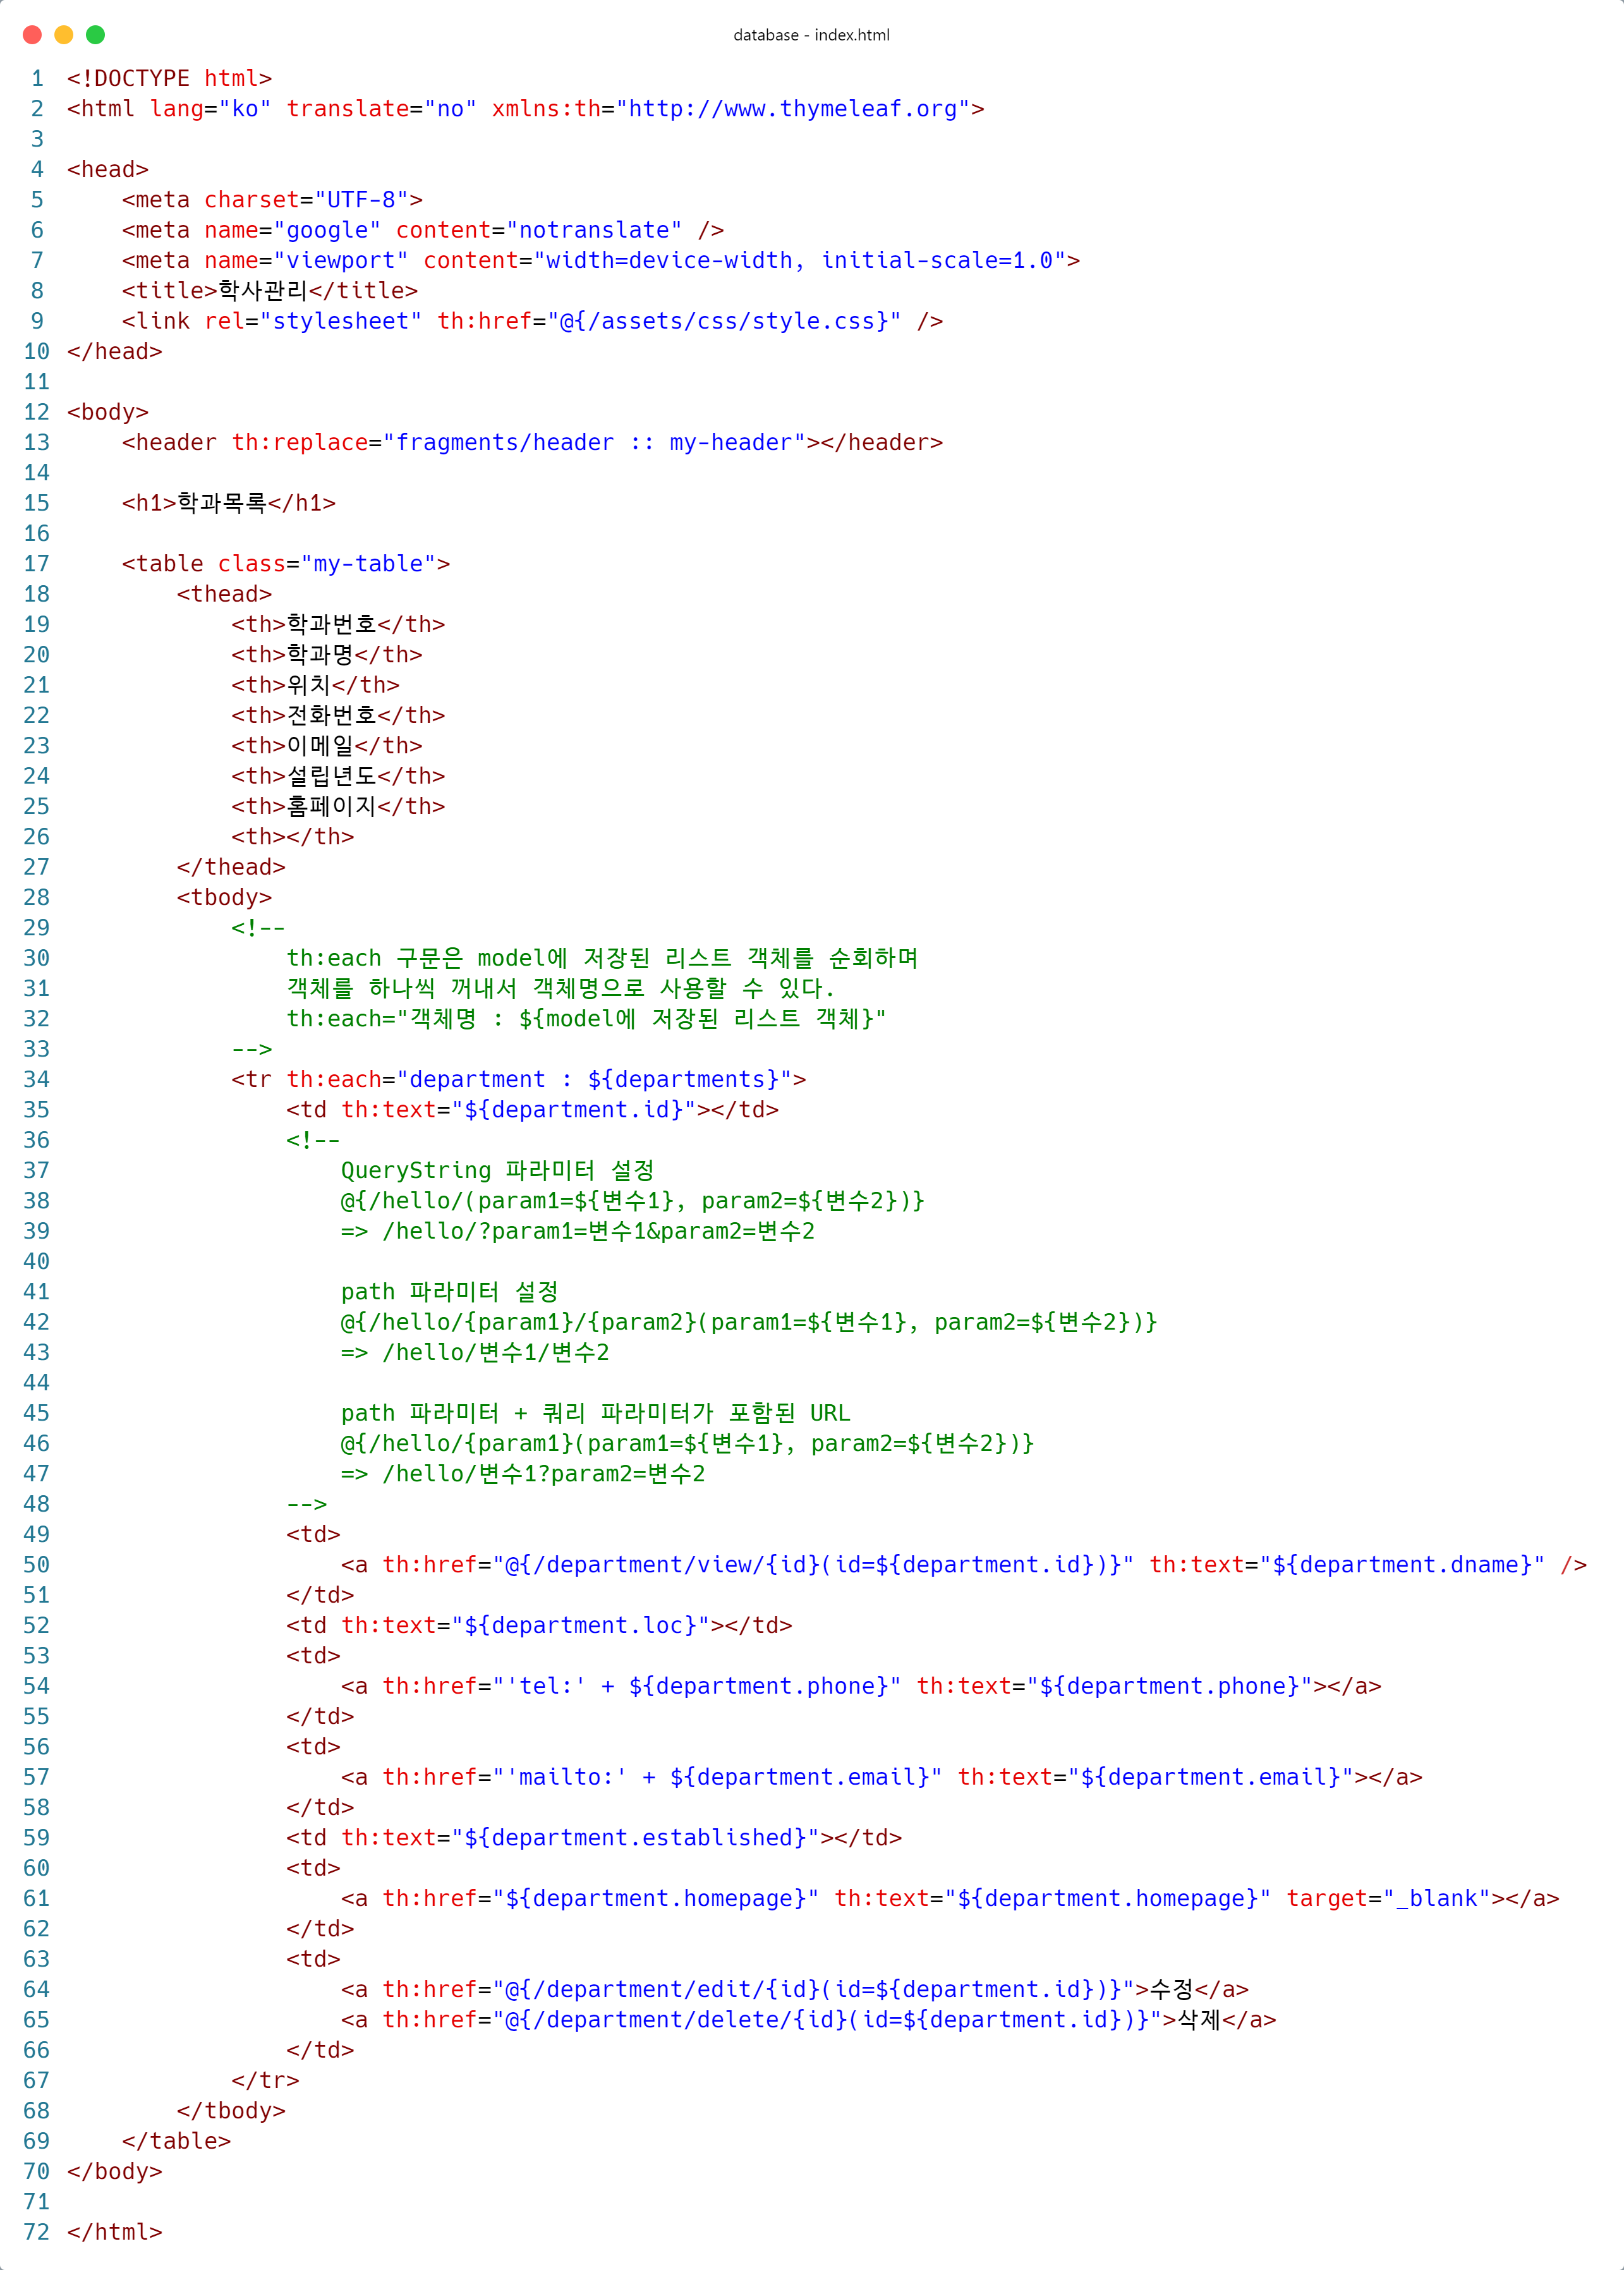 database - index.html
1 <!DOCTYPE html>
2 <html lang="ko" translate="no" xmlns:th="http://www.thymeleaf.org">
3
4 <head>
5     <meta charset="UTF-8">
6     <meta name="google" content="notranslate" />
7     <meta name="viewport" content="width=device-width, initial-scale=1.0">
8     <title>학사관리</title>
9     <link rel="stylesheet" th:href="@{/assets/css/style.css}" />
10 </head>
11
12 <body>
13     <header th:replace="fragments/header :: my-header"></header>
14
15     <h1>학과목록</h1>
16
17     <table class="my-table">
18         <thead>
19             <th>학과번호</th>
20             <th>학과명</th>
21             <th>위치</th>
22             <th>전화번호</th>
23             <th>이메일</th>
24             <th>설립년도</th>
25             <th>홈페이지</th>
26             <th></th>
27         </thead>
28         <tbody>
29             <!--
30                 th:each 구문은 model에 저장된 리스트 객체를 순회하며
31                 객체를 하나씩 꺼내서 객체명으로 사용할 수 있다.
32                 th:each="객체명 : ${model에 저장된 리스트 객체}"
33             -->
34             <tr th:each="department : ${departments}">
35                 <td th:text="${department.id}"></td>
36                 <!--
37                     QueryString 파라미터 설정
38                     @{/hello/(param1=${변수1}, param2=${변수2})}
39                     => /hello/?param1=변수1&param2=변수2
40
41                     path 파라미터 설정
42                     @{/hello/{param1}/{param2}(param1=${변수1}, param2=${변수2})}
43                     => /hello/변수1/변수2
44
45                     path 파라미터 + 쿼리 파라미터가 포함된 URL
46                     @{/hello/{param1}(param1=${변수1}, param2=${변수2})}
47                     => /hello/변수1?param2=변수2
48                 -->
49                 <td>
50                     <a th:href="@{/department/view/{id}(id=${department.id})}" th:text="${department.dname}" />
51                 </td>
52                 <td th:text="${department.loc}"></td>
53                 <td>
54                     <a th:href="'tel:' + ${department.phone}" th:text="${department.phone}"></a>
55                 </td>
56                 <td>
57                     <a th:href="'mailto:' + ${department.email}" th:text="${department.email}"></a>
58                 </td>
59                 <td th:text="${department.established}"></td>
60                 <td>
61                     <a th:href="${department.homepage}" th:text="${department.homepage}" target="_blank"></a>
62                 </td>
63                 <td>
64                     <a th:href="@{/department/edit/{id}(id=${department.id})}">수정</a>
65                     <a th:href="@{/department/delete/{id}(id=${department.id})}">삭제</a>
66                 </td>
67             </tr>
68         </tbody>
69     </table>
70 </body>
71
72 </html>